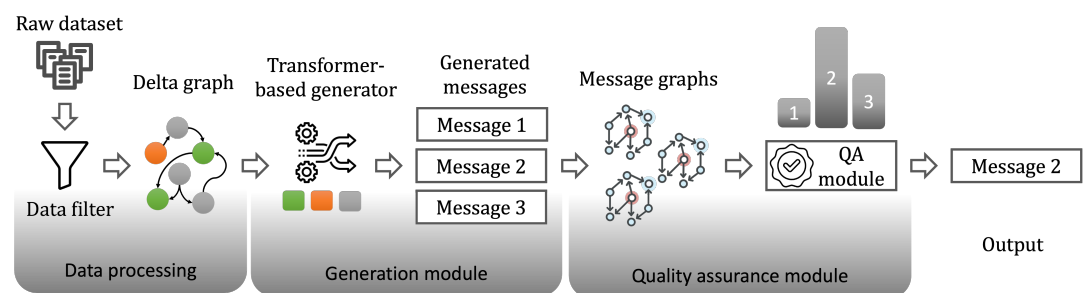 Raw dataset
Data filter
Delta graph
Data processing
Transformer-
based generator
Generated
messages
Message 1
Message 2
Message 3
Generation module
Message graphs
1
2
3
QA
module
Quality assurance module
Message 2
Output